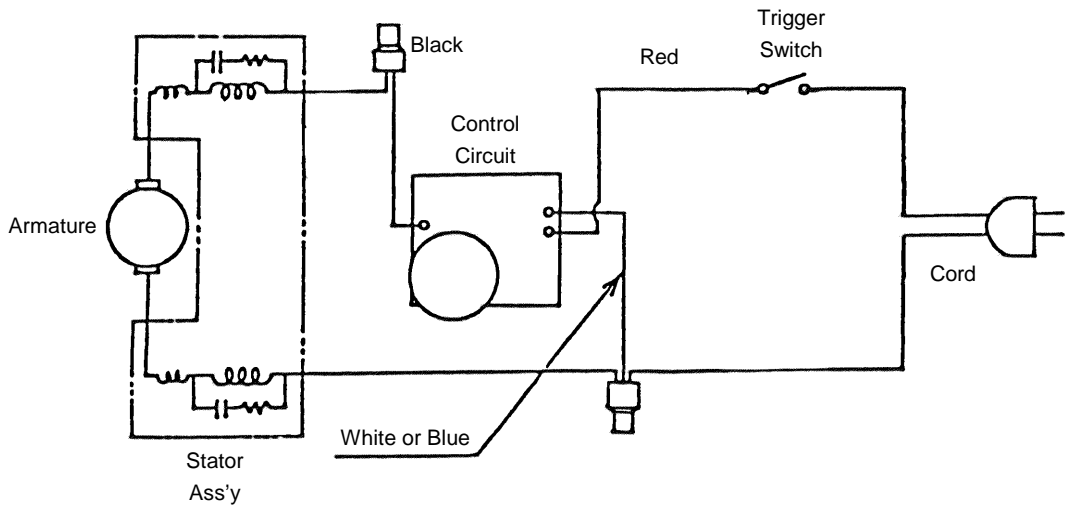 Trigger
Switch
Black
Red
Control
Circuit
Armature
Cord
White or Blue
Stator
Ass'y